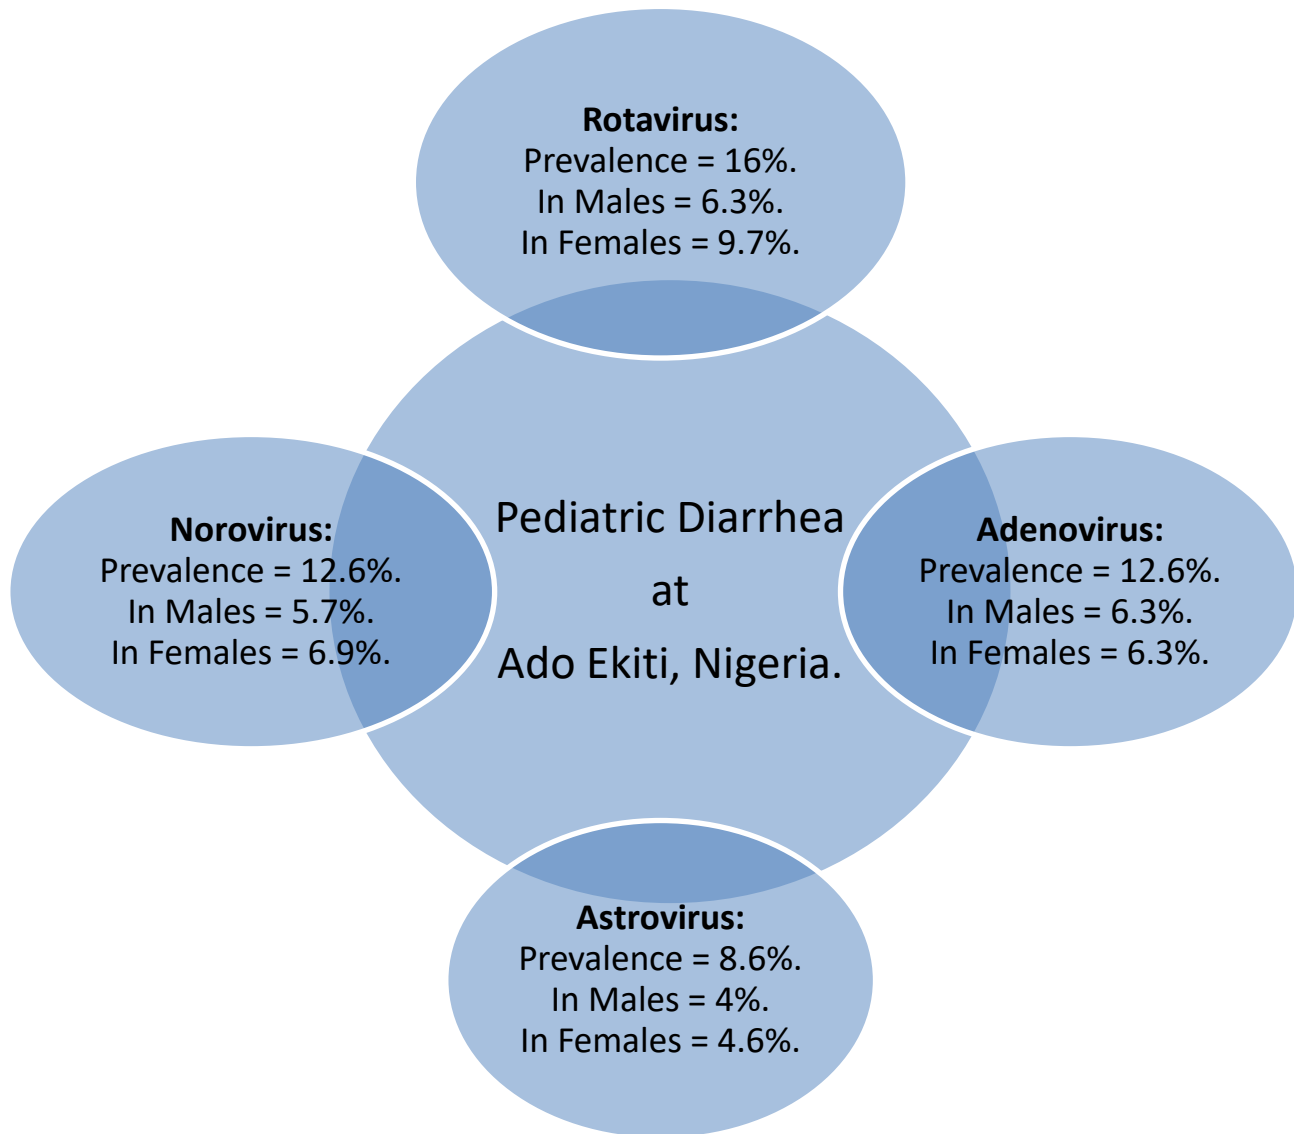 Rotavirus:
Prevalence = 16%.
In Males = 6.3%.
In Females = 9.7%.
Norovirus:
Prevalence = 12.6%.
In Males = 5.7%.
In Females = 6.9%.
Pediatric Diarrhea
at
Ado Ekiti, Nigeria.
Adenovirus:
Prevalence = 12.6%.
In Males = 6.3%.
In Females = 6.3%.
Astrovirus:
Prevalence = 8.6%.
In Males = 4%.
In Females = 4.6%.